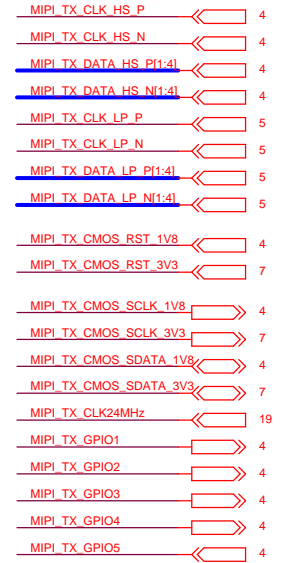 MIPI_TX_CLK_HS_P 4
MIPI_TX_CLK_HS_N 4
MIPI_TX_DATA_HS_P[1:4] 4
MIPI_TX_DATA_HS_N[1:4] 4
MIPI_TX_CLK_LP_P 5
MIPI_TX_CLK_LP_N 5
MIPI_TX_DATA_LP_P[1:4] 5
MIPI_TX_DATA_LP_N[1:4] 5
MIPI_TX_CMOS_RST_1V8 4
MIPI_TX_CMOS_RST_3V3 7
MIPI_TX_CMOS_SCLK_1V8 4
MIPI_TX_CMOS_SCLK_3V3 7
MIPI_TX_CMOS_SDATA_1V8 4
MIPI_TX_CMOS_SDATA_3V3 7
MIPI_TX_CLK24MHz 19
MIPI_TX_GPIO1 4
MIPI_TX_GPIO2 4
MIPI_TX_GPIO3 4
MIPI_TX_GPIO4 4
MIPI_TX_GPIO5 4